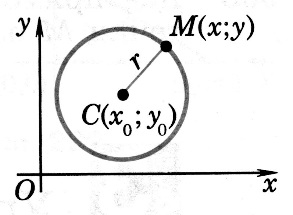 y
M(x;y)
r
C(x₀; y₀)
O
x